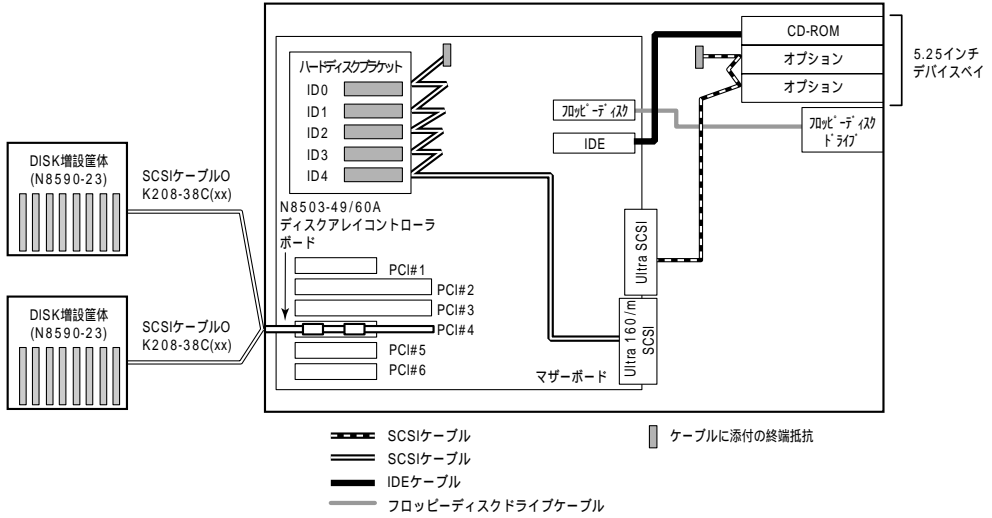 CD-ROM
オプション
オプション
5.25インチ
デバイスベイ
ハードディスクブラケット
ID0
ID1
ID2
ID3
ID4
フロッピーディスク
IDE
フロッピーディスク
ドライブ
DISK増設筐体
(N8590-23)
SCSIケーブルO
K208-38C(xx)
N8503-49/60A
ディスクアレイコントローラ
ボード
PCI#1
PCI#2
PCI#3
PCI#4
PCI#5
PCI#6
Ultra SCSI
Ultra 160/m
SCSI
マザーボード
DISK増設筐体
(N8590-23)
SCSIケーブルO
K208-38C(xx)
SCSIケーブル
SCSIケーブル
IDEケーブル
フロッピーディスクドライブケーブル
ケーブルに添付の終端抵抗